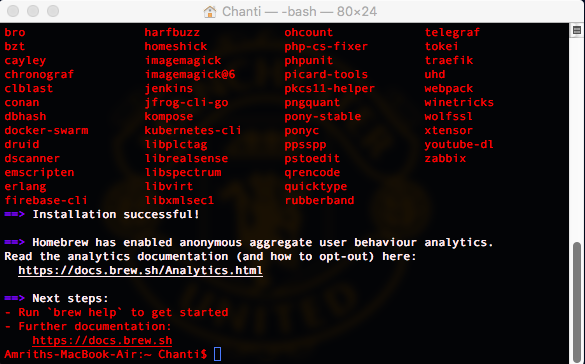 Chanti — -bash — 80×24
bro harfbuzz ohcount telegraf
bzt homeshick php-cs-fixer tokei
cayley imagemagick phpunit traefik
chronograf imagemagick@6 picard-tools uhd
clblast jenkins pkcs11-helper webpack
conan jfrog-cli-go pngquant winetricks
dbhash kompose pony-stable wolfssl
docker-swarm kubernetes-cli ponyc xtensor
druid libplctag ppsspp youtube-dl
dscanner librealsense pstoedit zabbix
emscripten libspectrum qrencode
erlang libvirt quicktype
firebase-cli libxmlsec1 rubberband
==> Installation successful!
==> Homebrew has enabled anonymous aggregate user behaviour analytics.
Read the analytics documentation (and how to opt-out) here:
https://docs.brew.sh/Analytics.html
==> Next steps:
- Run `brew help` to get started
- Further documentation:
https://docs.brew.sh
Amriths-MacBook-Air:~ Chanti$